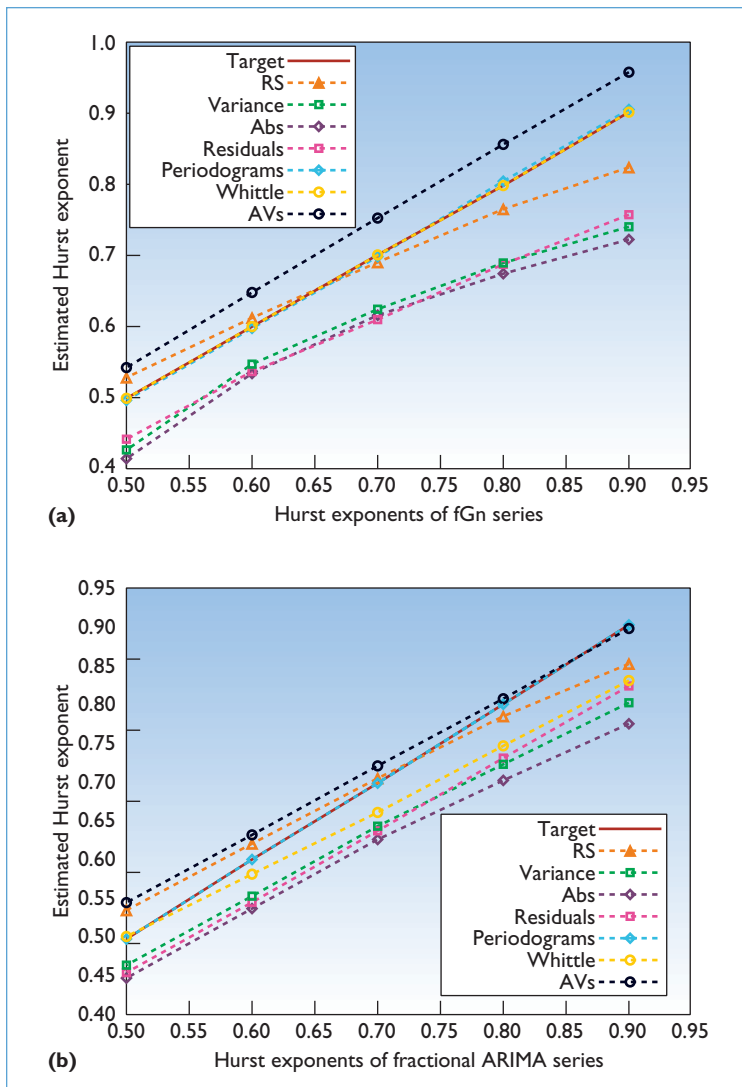 1.0
0.9
0.8
0.7
0.6
0.5
0.4
Estimated Hurst exponent
Target
RS
Variance
Abs
Residuals
Periodograms
Whittle
AVs
0.50 0.55 0.60 0.65 0.70 0.75 0.80 0.85 0.90 0.95
(a) Hurst exponents of fGn series
0.95
0.90
0.85
0.80
0.75
0.70
0.65
0.60
0.55
0.50
0.45
0.40
Estimated Hurst exponent
Target
RS
Variance
Abs
Residuals
Periodograms
Whittle
AVs
0.50 0.55 0.60 0.65 0.70 0.75 0.80 0.85 0.90 0.95
(b) Hurst exponents of fractional ARIMA series